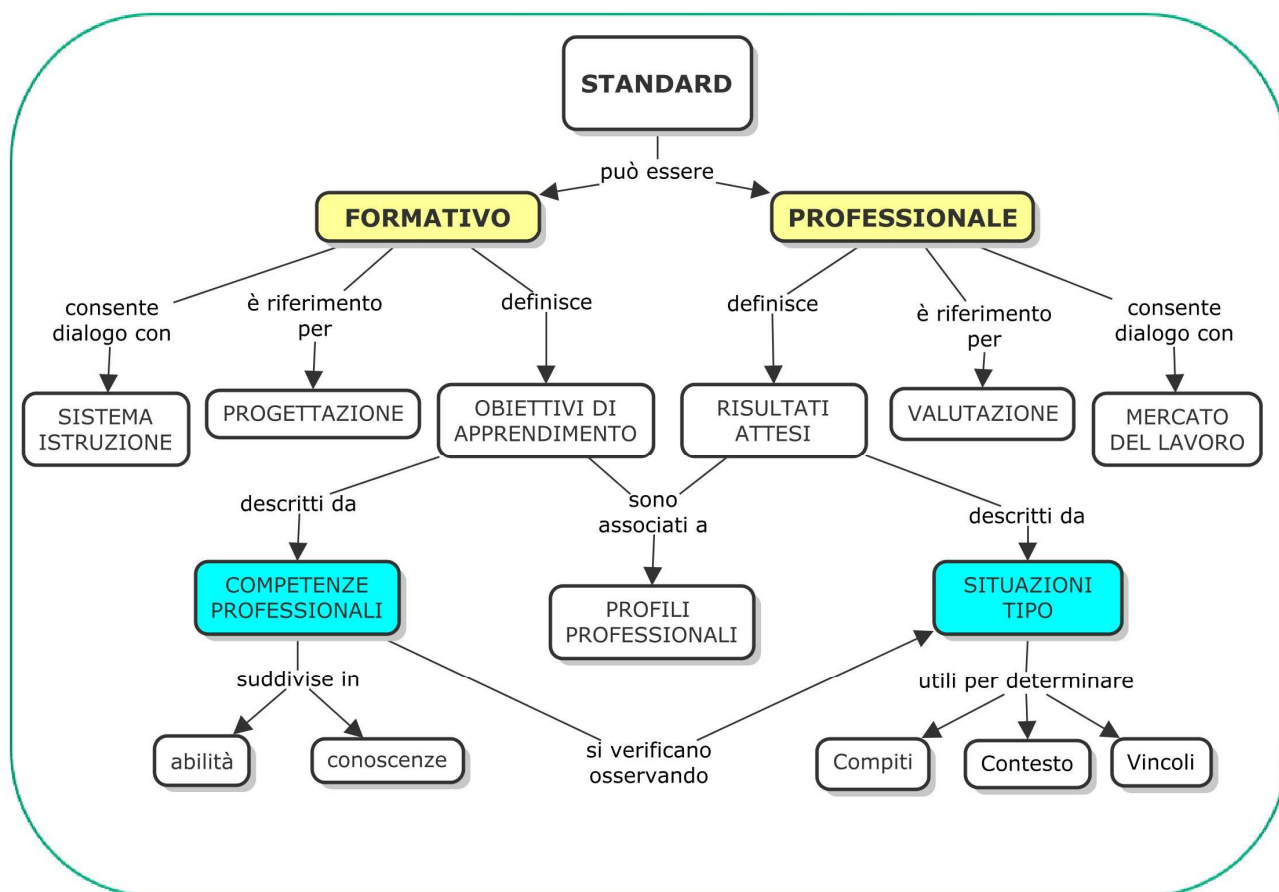 STANDARD
può essere
FORMATIVO
PROFESSIONALE
consente
dialogo con
è riferimento
per
definisce
definisce
è riferimento
per
consente
dialogo con
SISTEMA
ISTRUZIONE
PROGETTAZIONE
OBIETTIVI DI
APPRENDIMENTO
RISULTATI
ATTESI
VALUTAZIONE
MERCATO
DEL LAVORO
descritti da
sono
associati a
descritti da
COMPETENZE
PROFESSIONALI
PROFILI
PROFESSIONALI
SITUAZIONI
TIPO
suddivise in
utili per determinare
abilità
conoscenze
si verificano
osservando
Compiti
Contesto
Vincoli